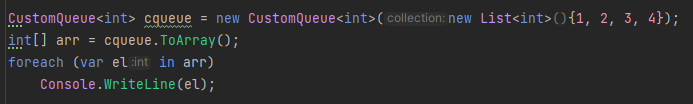 CustomQueue<int> cqueue = new CustomQueue<int>(collection:new List<int>(){1, 2, 3, 4});
int[] arr = cqueue.ToArray();
foreach (var el:int in arr)
    Console.WriteLine(el);